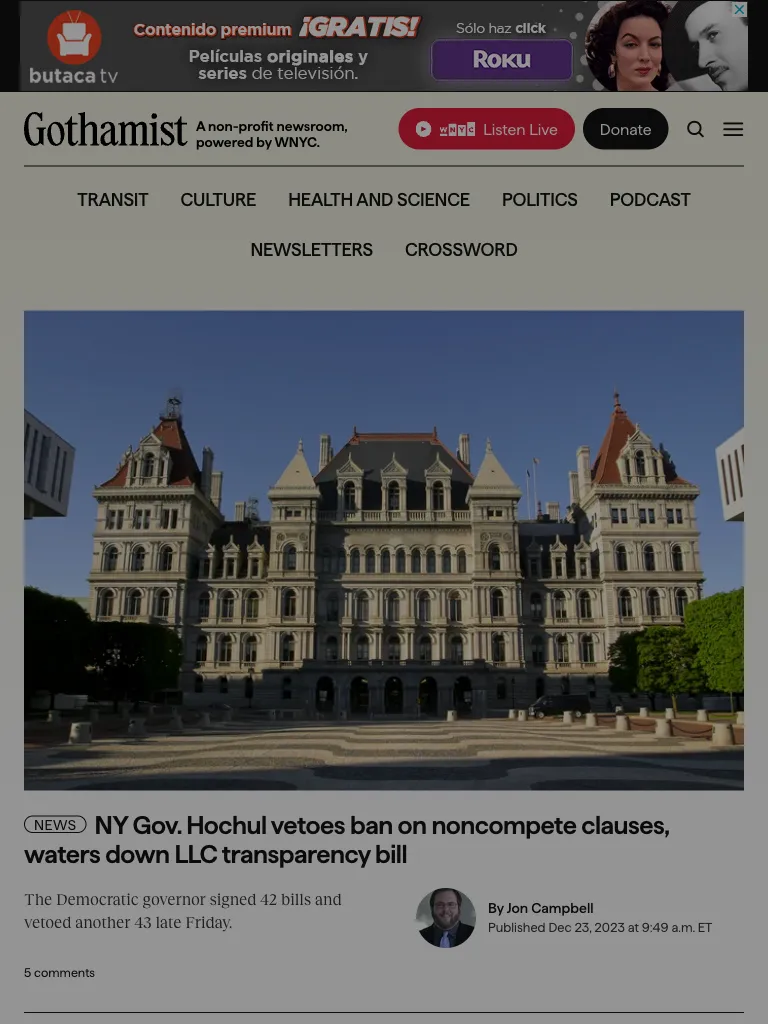 Contenido premium ¡GRATIS!
Películas originales y
series de televisión.
butaca tv
Sólo haz click
Roku
Gothamist
A non-profit newsroom,
powered by WNYC.
WNYC Listen Live
Donate
TRANSIT CULTURE HEALTH AND SCIENCE POLITICS PODCAST
NEWSLETTERS CROSSWORD
NEWS NY Gov. Hochul vetoes ban on noncompete clauses,
waters down LLC transparency bill
The Democratic governor signed 42 bills and
vetoed another 43 late Friday.
By Jon Campbell
Published Dec 23, 2023 at 9:49 a.m. ET
5 comments